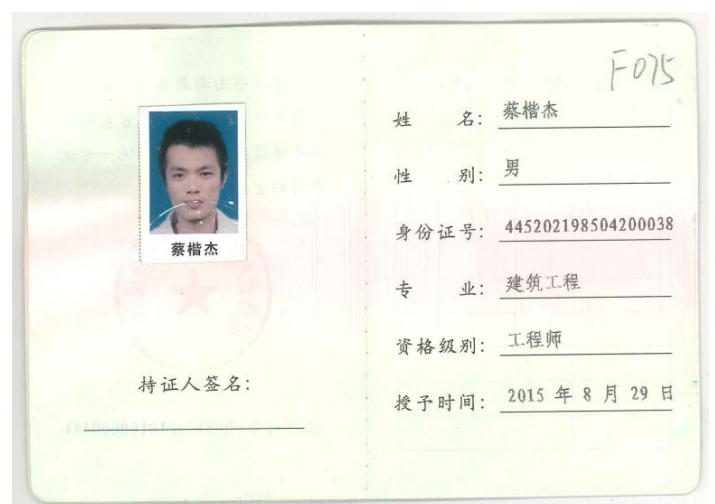 F075
姓 名: 蔡楷杰
性 别: 男
身份证号: 445202198504200038
专 业: 建筑工程
资格级别: 工程师
授予时间: 2015 年 8 月 29 日
蔡楷杰
持证人签名: